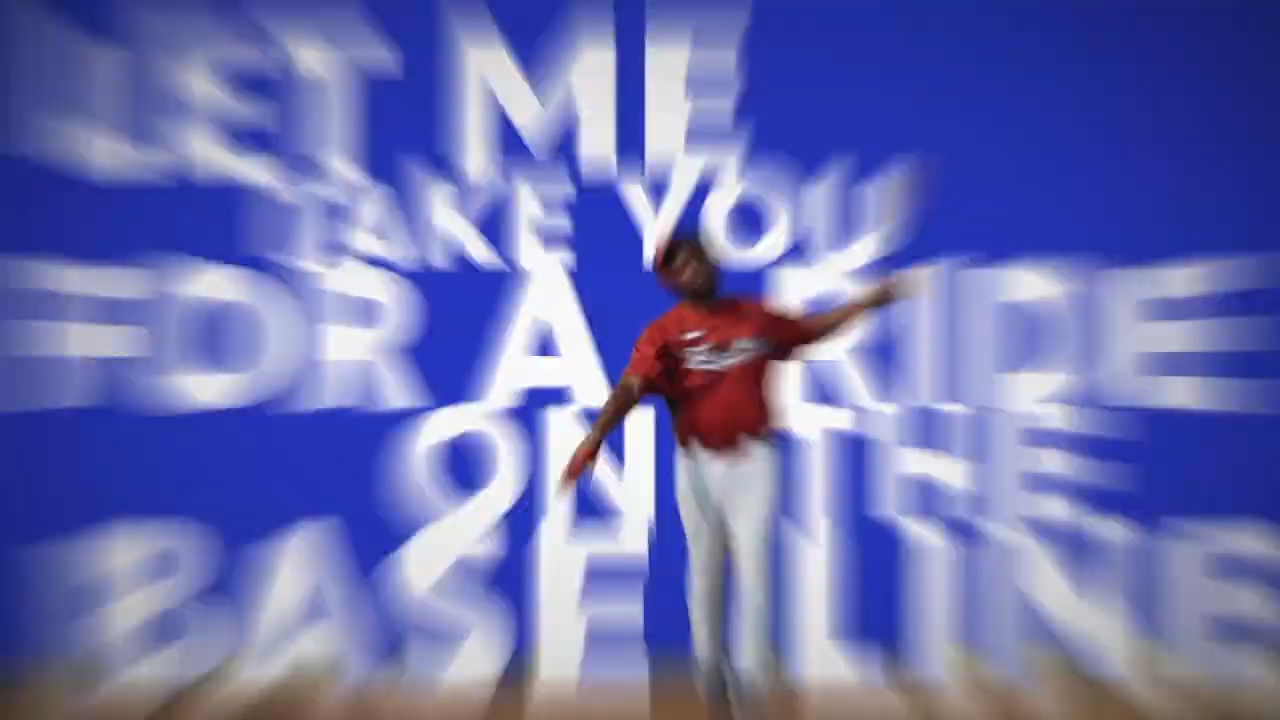 LET ME
TAKE YOU
FOR A RIDE
ON THE
BASELINE